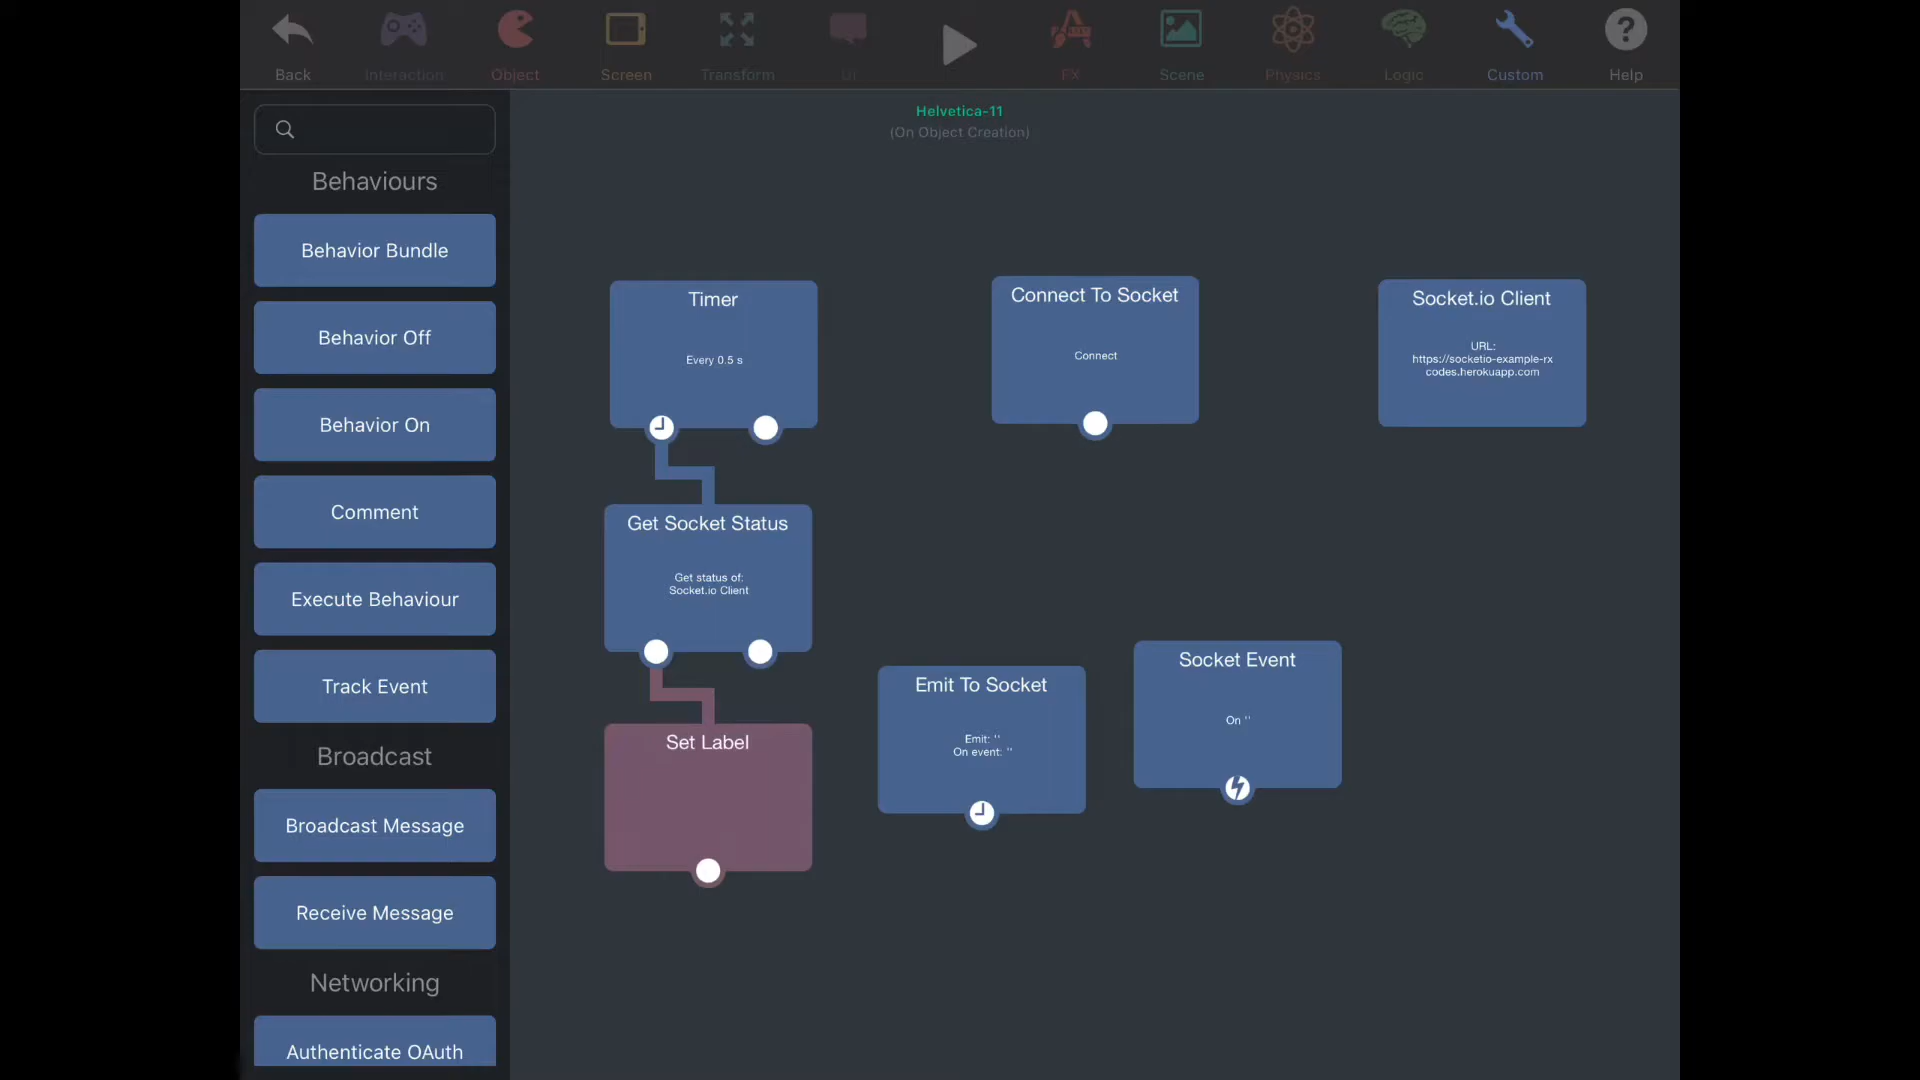 Back
Interaction
Object
Screen
Transform
UI
FX
Scene
Physics
Logic
Custom
Help
Helvetica-11
(On Object Creation)
Behaviours
Behavior Bundle
Behavior Off
Behavior On
Comment
Execute Behaviour
Track Event
Broadcast
Broadcast Message
Receive Message
Networking
Authenticate OAuth
Timer
Every 0.5 s
Connect To Socket
Connect
Socket.io Client
URL:
https://socketio-example-rx
codes.herokuapp.com
Get Socket Status
Get status of:
Socket.io Client
Set Label
Emit To Socket
Emit: ''
On event: ''
Socket Event
On ''